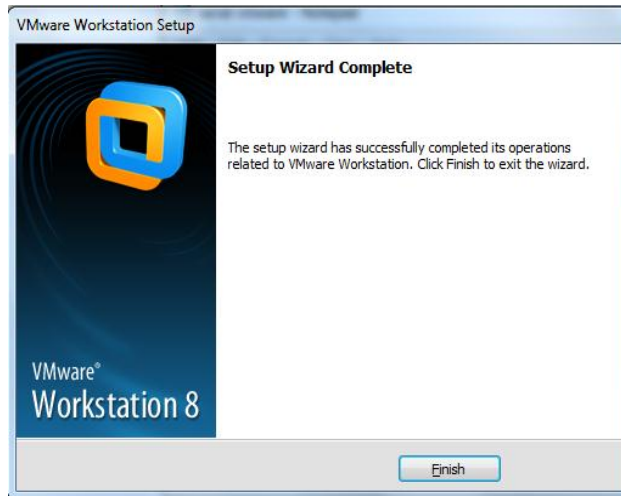 VMware Workstation Setup
Setup Wizard Complete
The setup wizard has successfully completed its operations
related to VMware Workstation. Click Finish to exit the wizard.
VMware®
Workstation 8
Finish